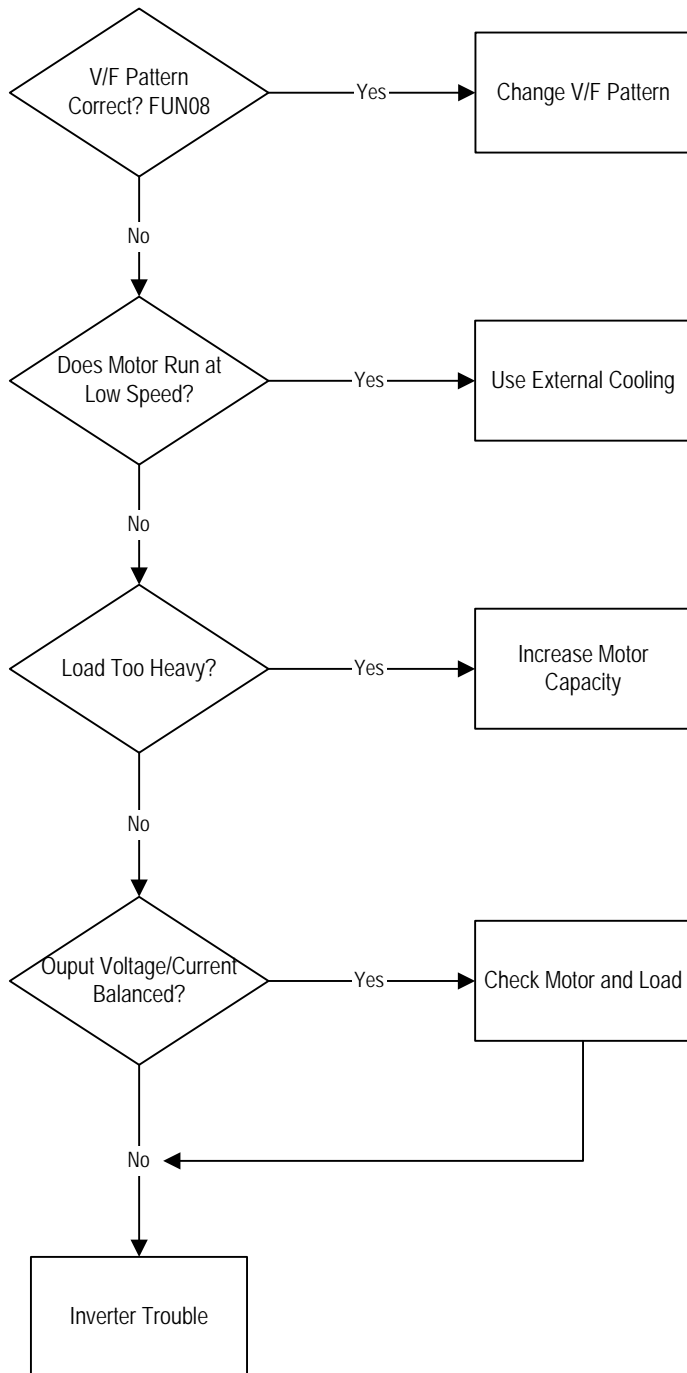 V/F Pattern
Correct? FUN08
Yes
Change V/F Pattern
No
Does Motor Run at
Low Speed?
Yes
Use External Cooling
No
Load Too Heavy?
Yes
Increase Motor
Capacity
No
Ouput Voltage/Current
Balanced?
Yes
Check Motor and Load
No
Inverter Trouble